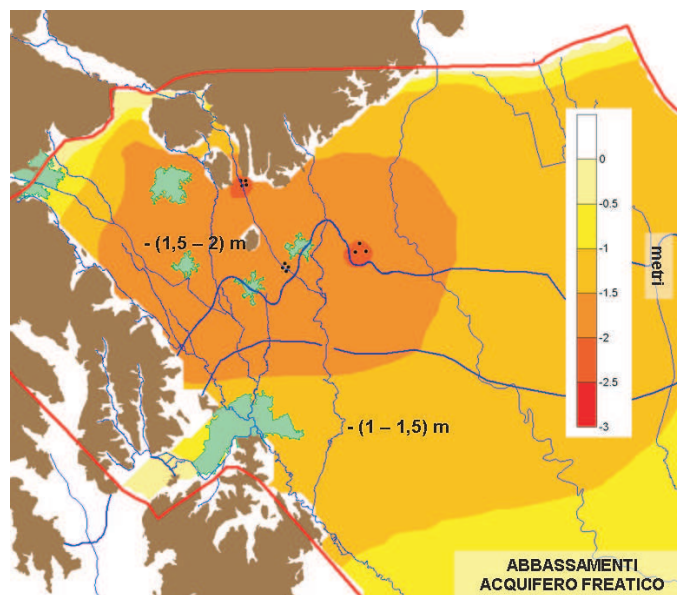 - (1,5 – 2) m
- (1 – 1,5) m
0
-0.5
-1
-1.5
-2
-2.5
-3
metri
ABBASSAMENTI
ACQUIFERO FREATICO